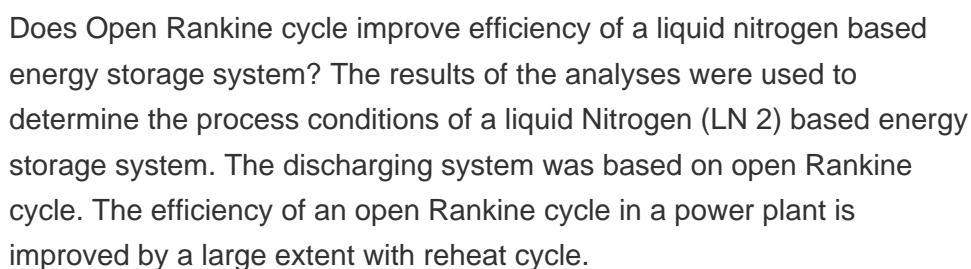 Does Open Rankine cycle improve efficiency of a liquid nitrogen based
energy storage system? The results of the analyses were used to
determine the process conditions of a liquid Nitrogen (LN 2) based energy
storage system. The discharging system was based on open Rankine
cycle. The efficiency of an open Rankine cycle in a power plant is
improved by a large extent with reheat cycle.